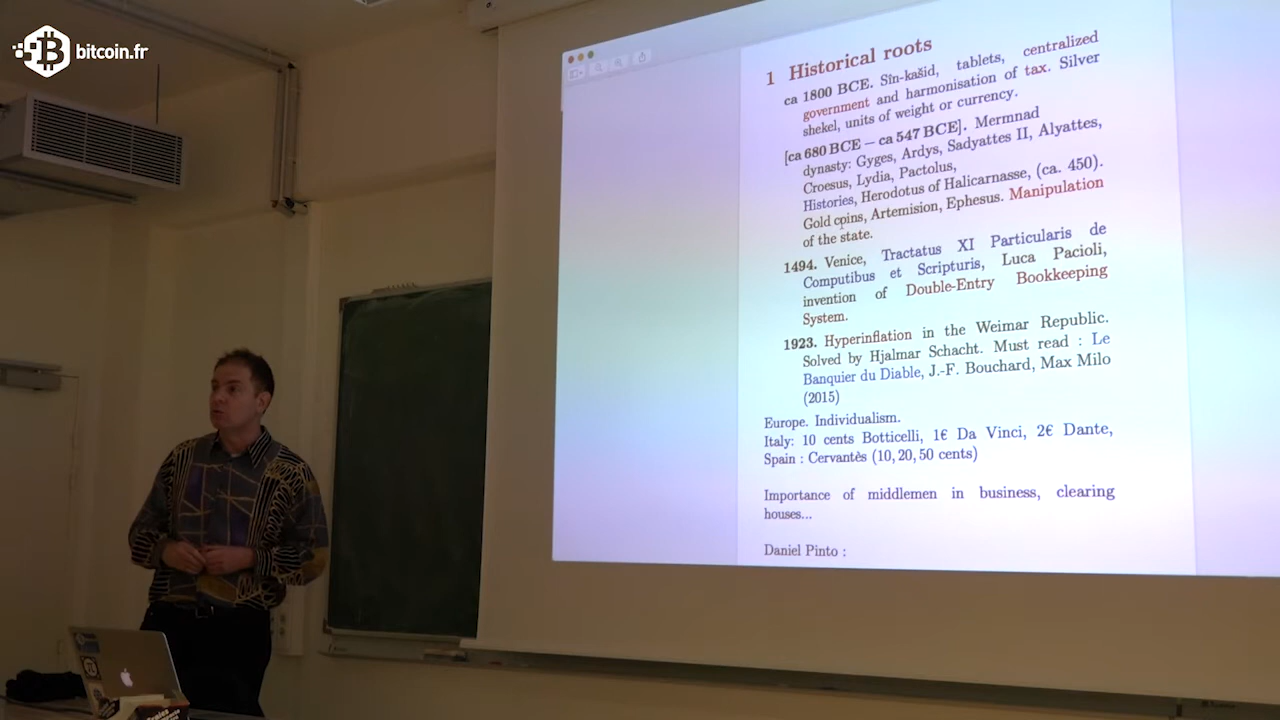 bitcoin.fr
1 Historical roots
ca 1800 BCE. Sîn-kašid, tablets, centralized
government and harmonisation of tax. Silver
shekel, units of weight or currency.
[ca 680 BCE – ca 547 BCE]. Mermnad
dynasty: Gyges, Ardys, Sadyattes II, Alyattes,
Croesus, Lydia, Pactolus,
Histories, Herodotus of Halicarnasse, (ca. 450).
Gold coins, Artemision, Ephesus. Manipulation
of the state.
1494. Venice, Tractatus XI Particularis de
Computibus et Scripturis, Luca Pacioli,
invention of Double-Entry Bookkeeping
System.
1923. Hyperinflation in the Weimar Republic.
Solved by Hjalmar Schacht. Must read : Le
Banquier du Diable, J.-F. Bouchard, Max Milo
(2015)
Europe. Individualism.
Italy: 10 cents Botticelli, 1€ Da Vinci, 2€ Dante,
Spain : Cervantès (10, 20, 50 cents)
Importance of middlemen in business, clearing
houses...
Daniel Pinto :